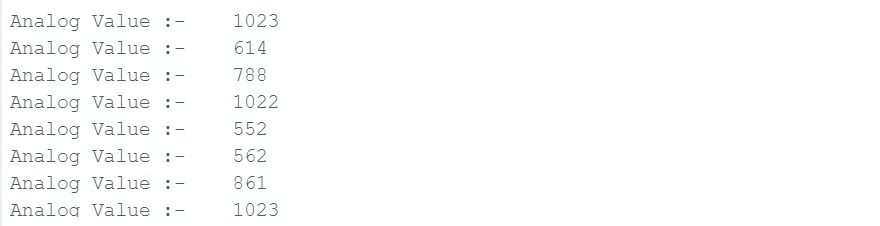 Analog Value :-    1023
Analog Value :-    614
Analog Value :-    788
Analog Value :-    1022
Analog Value :-    552
Analog Value :-    562
Analog Value :-    861
Analog Value :-    1023